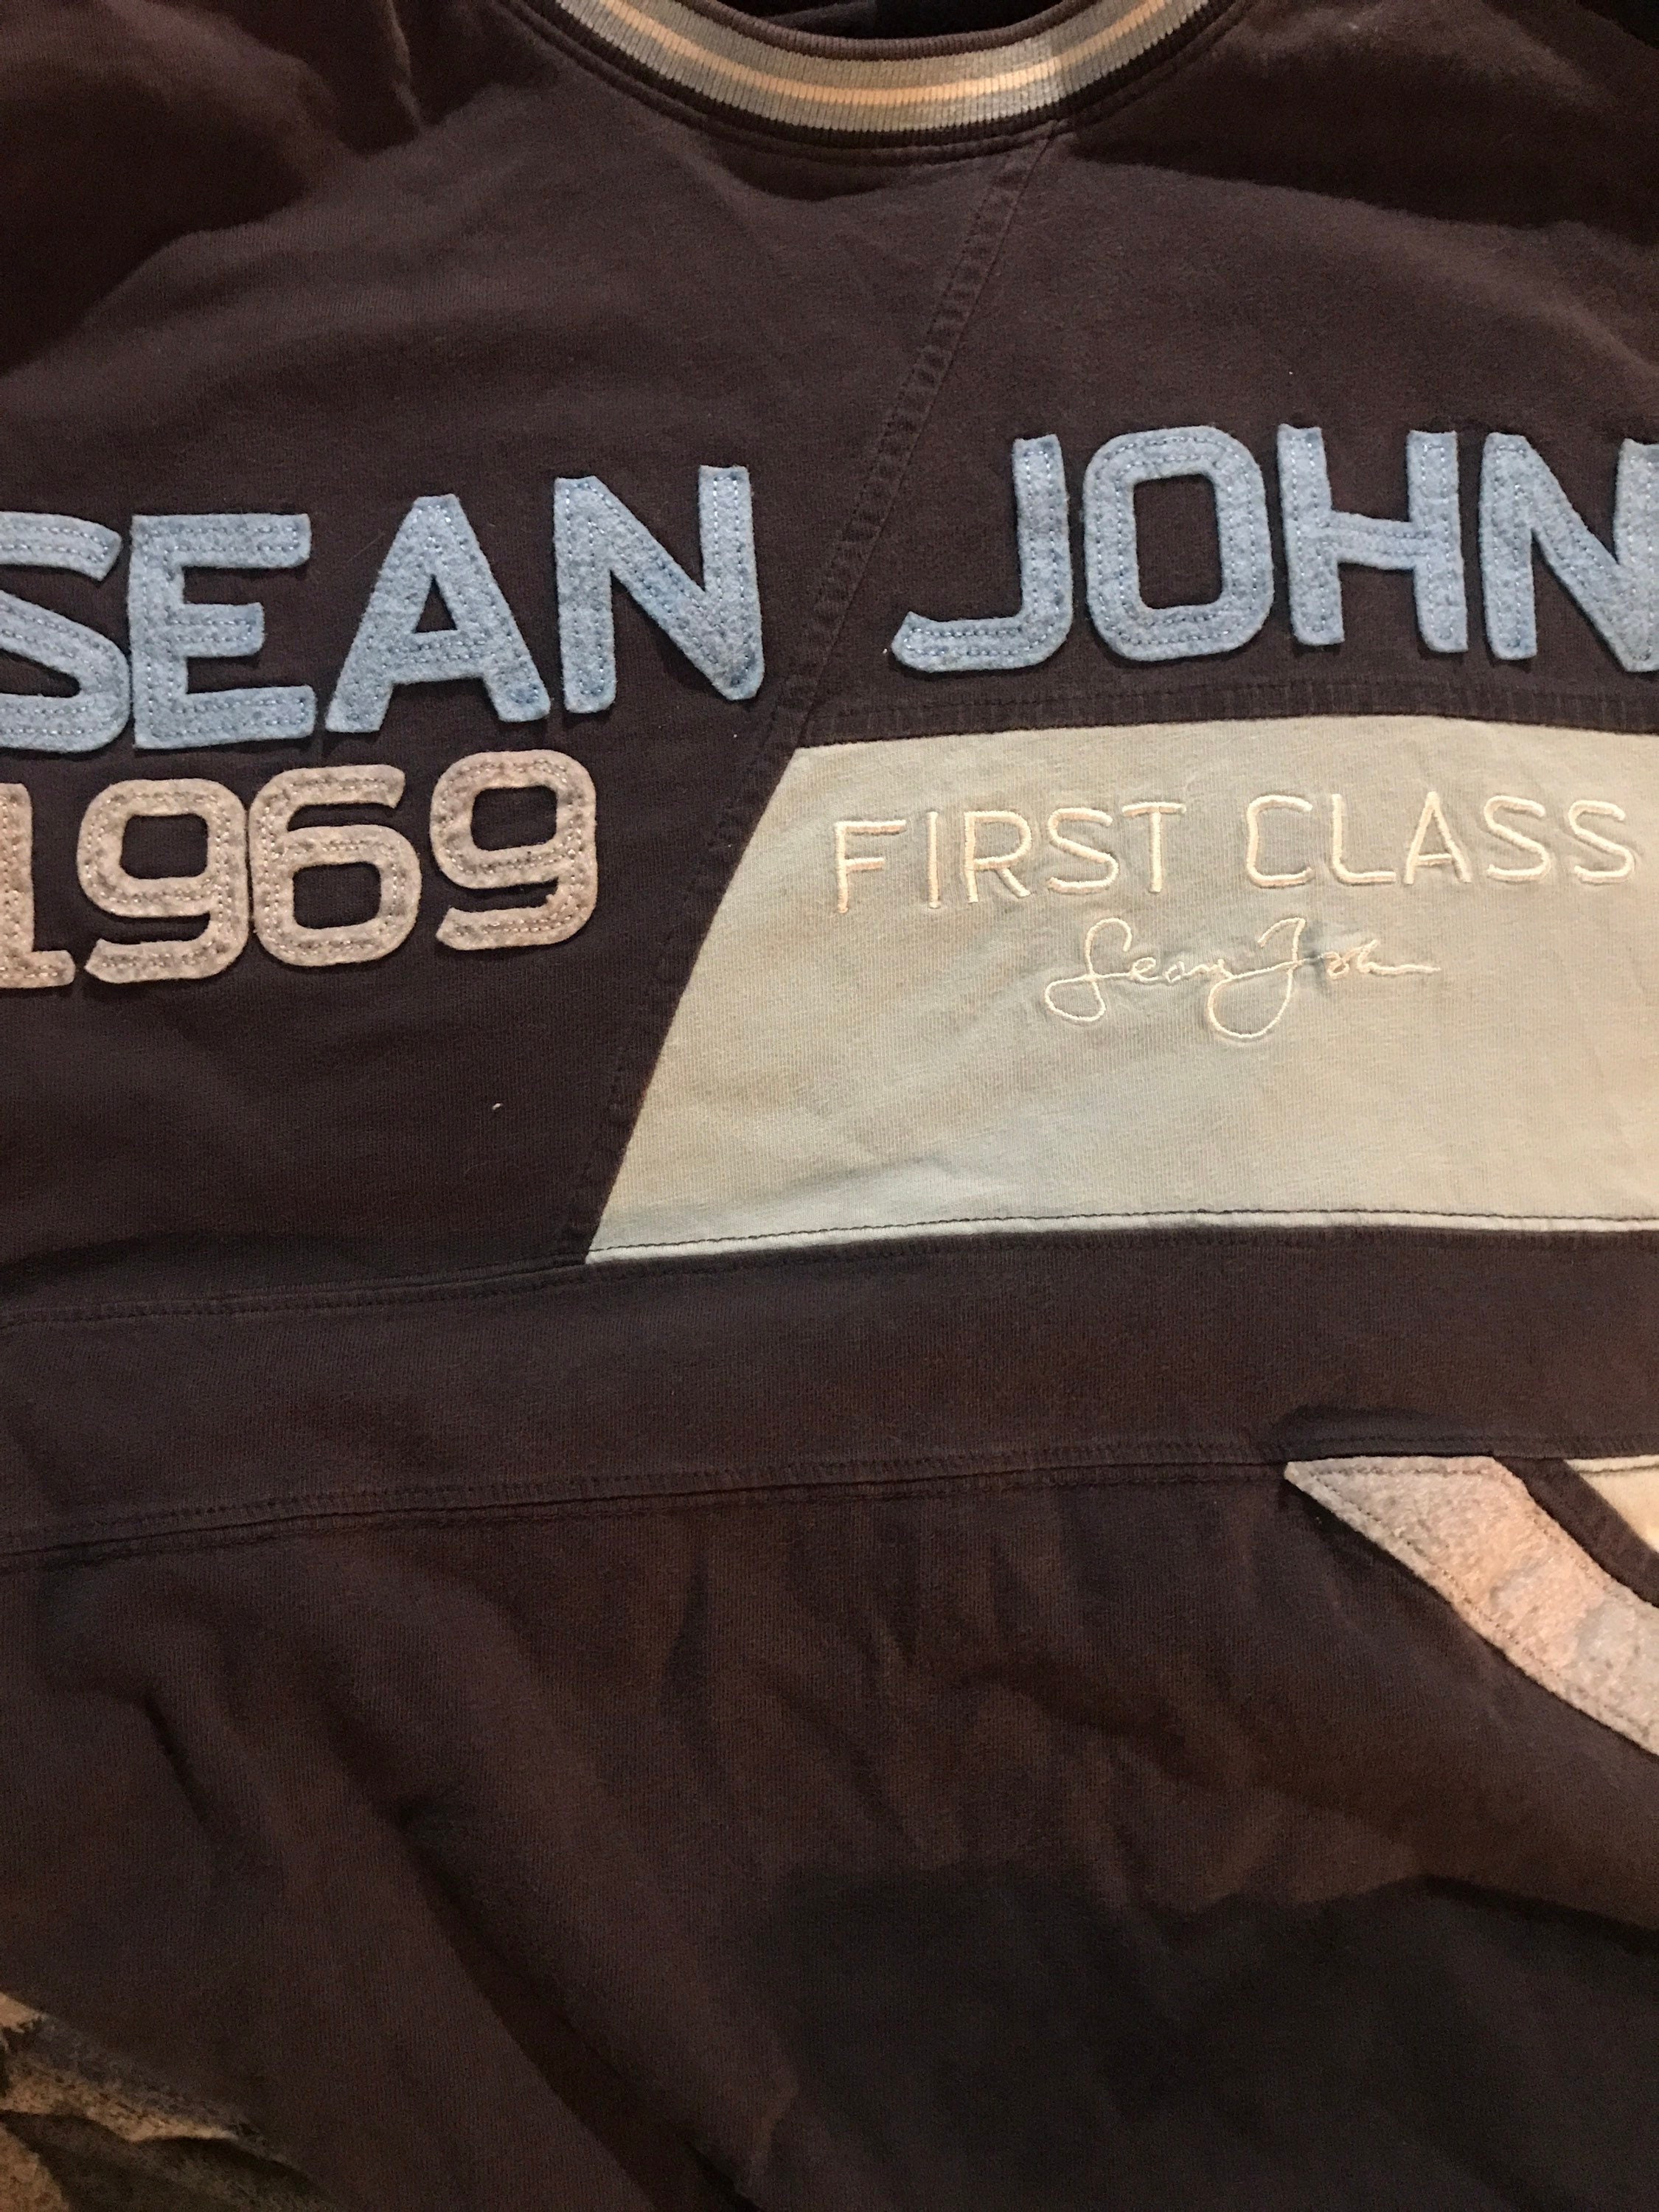 SEAN JOHN
1969
FIRST CLASS
Sean John